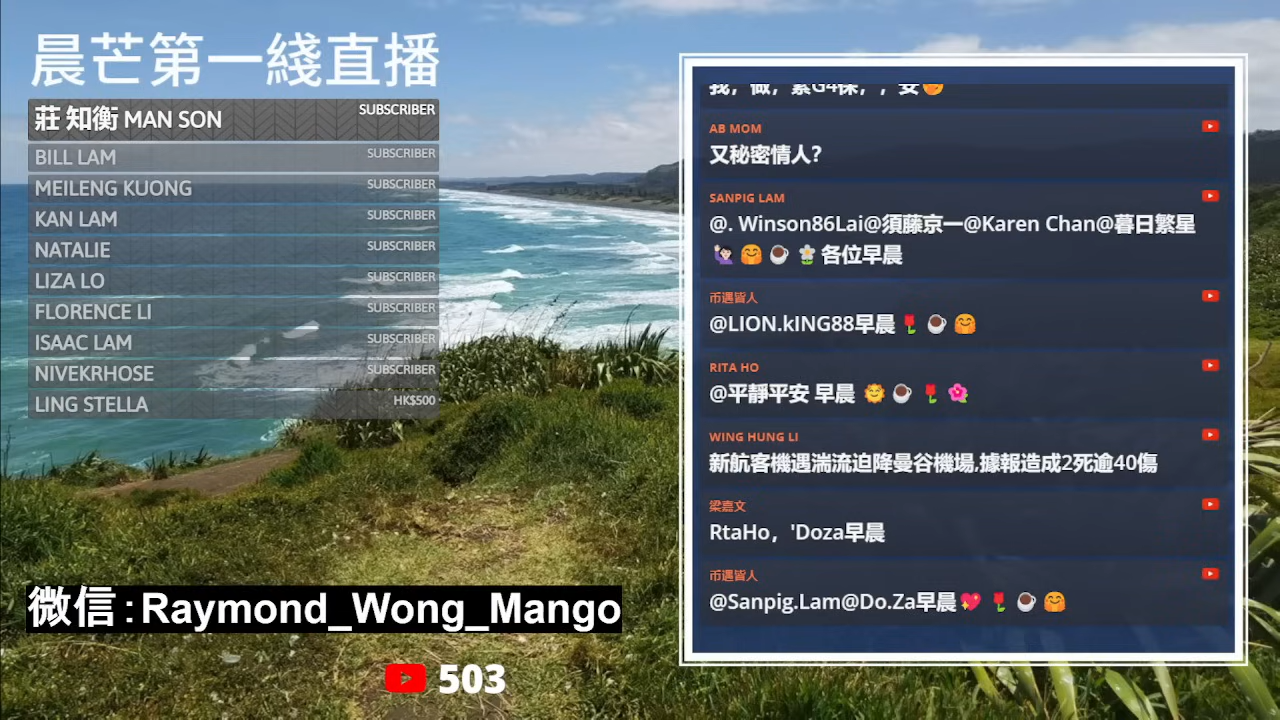 晨芒第一綫直播
莊 知衡 MAN SON SUBSCRIBER
BILL LAM SUBSCRIBER
MEILENG KUONG SUBSCRIBER
KAN LAM SUBSCRIBER
NATALIE SUBSCRIBER
LIZA LO SUBSCRIBER
FLORENCE LI SUBSCRIBER
ISAAC LAM SUBSCRIBER
NIVEKRHOSE SUBSCRIBER
LING STELLA HK$500
微信:Raymond_Wong_Mango
503
AB MOM
又秘密情人?
SANPIG LAM
@. Winson86Lai@須藤京一@Karen Chan@暮日繁星
🙋🏻‍♀️ 🤗 ☕ 🌼 各位早晨
币遇皆人
@LION.kING88早晨🌹 ☕ 🤗
RITA HO
@平靜平安 早晨 🌞 ☕ 🌹 🌺
WING HUNG LI
新航客機遇湍流迫降曼谷機場,據報造成2死逾40傷
梁嘉文
RtaHo，'Doza早晨
币遇皆人
@Sanpig.Lam@Do.Za早晨💖 🌹 ☕ 🤗